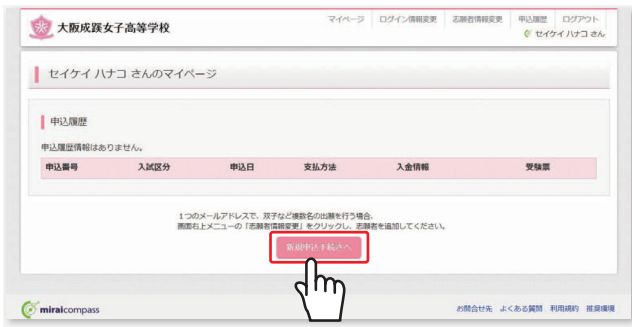 大阪成蹊女子高等学校
マイページ ログイン情報変更 志願者情報変更 申込履歴 ログアウト
セイケイ ハナコ さん
セイケイ ハナコ さんのマイページ
申込履歴
申込履歴情報はありません。
申込番号 入試区分 申込日 支払方法 入金情報 受験票
1つのメールアドレスで、双子など複数名の出願を行う場合、
画面右上メニューの「志願者情報変更」をクリックし、志願者を追加してください。
新規申込手続きへ
miraicompass
お問合せ先 よくある質問 利用規約 推奨環境